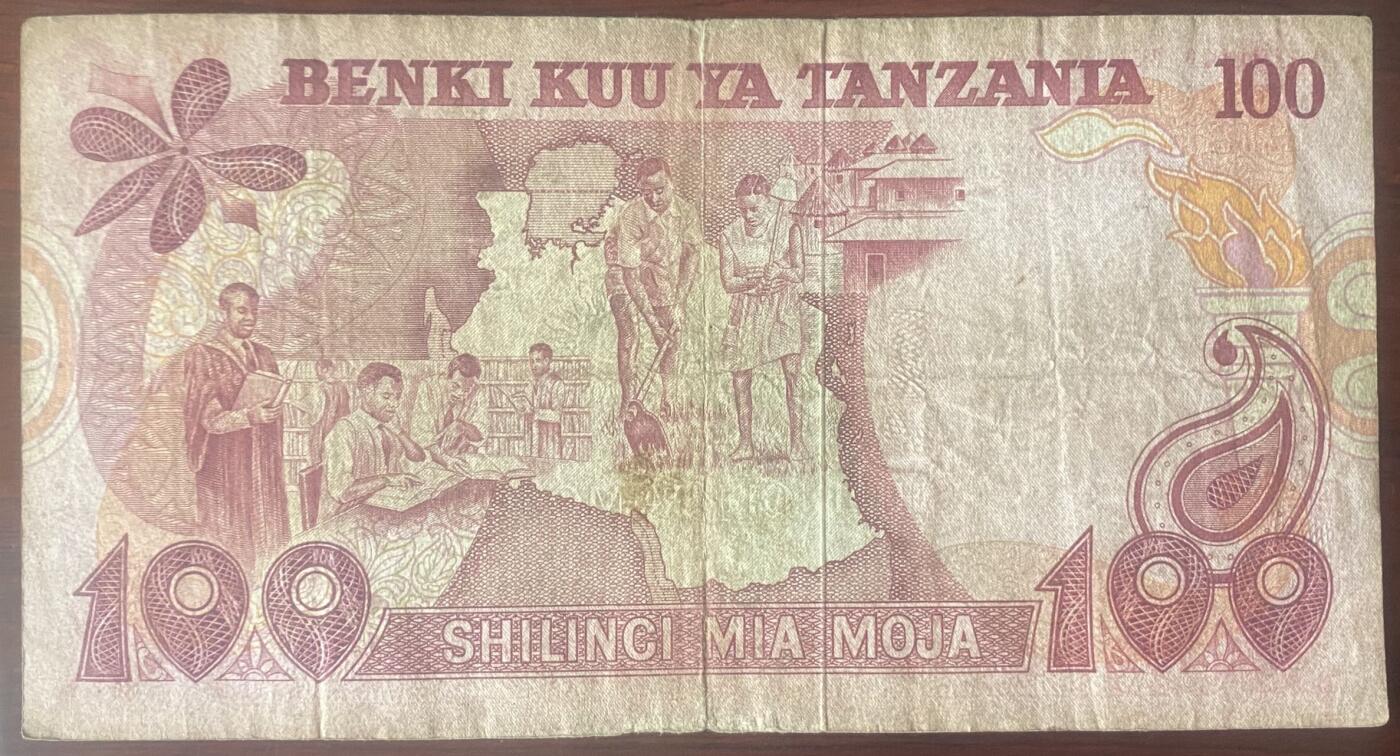 BENKI KUU YA TANZANIA 100
100 SHILINGI MIA MOJA 100